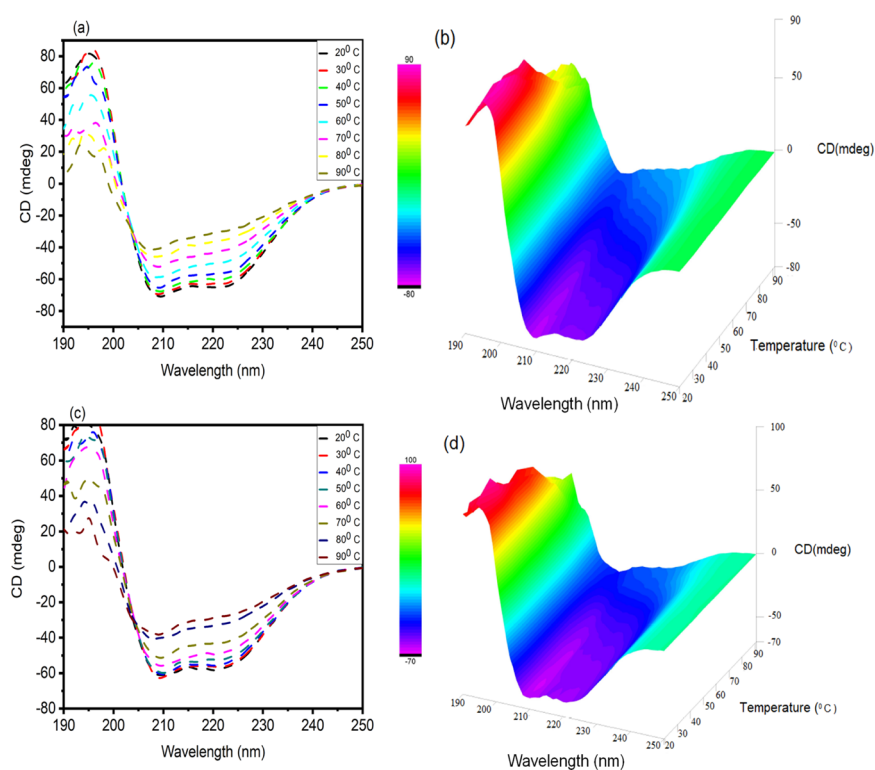 (a)
80
60
40
20
0
-20
-40
-60
-80
CD (mdeg)
190 200 210 220 230 240 250
Wavelength (nm)
20⁰ C
30⁰ C
40⁰ C
50⁰ C
60⁰ C
70⁰ C
80⁰ C
90⁰ C
90
-80
(b)
90
50
0
-50
-80
CD(mdeg)
90
80
70
60
50
40
30
20
Temperature (⁰C)
190 200 210 220 230 240 250
Wavelength (nm)
(c)
80
60
40
20
0
-20
-40
-60
-80
CD (mdeg)
190 200 210 220 230 240 250
Wavelength (nm)
20⁰ C
30⁰ C
40⁰ C
50⁰ C
60⁰ C
70⁰ C
80⁰ C
90⁰ C
100
-70
(d)
100
50
0
-50
-70
CD(mdeg)
90
80
70
60
50
40
30
20
Temperature (⁰C)
190 200 210 220 230 240 250
Wavelength (nm)